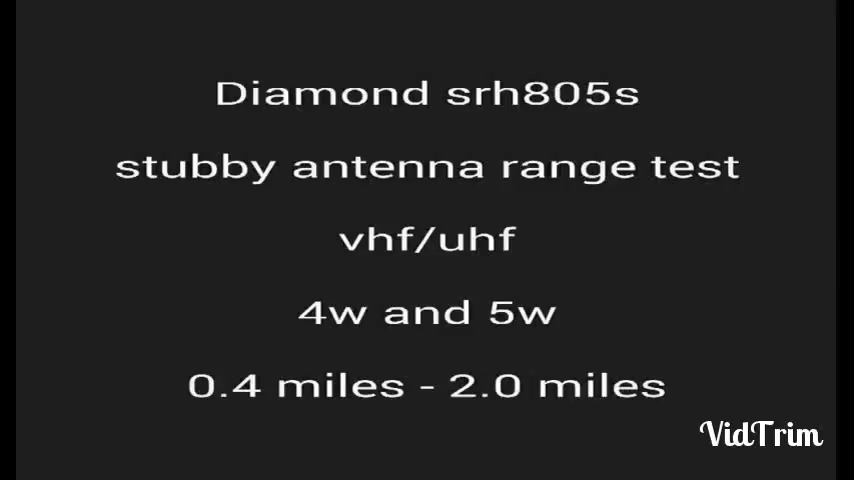 Diamond srh805s
stubby antenna range test
vhf/uhf
4w and 5w
0.4 miles - 2.0 miles
VidTrim